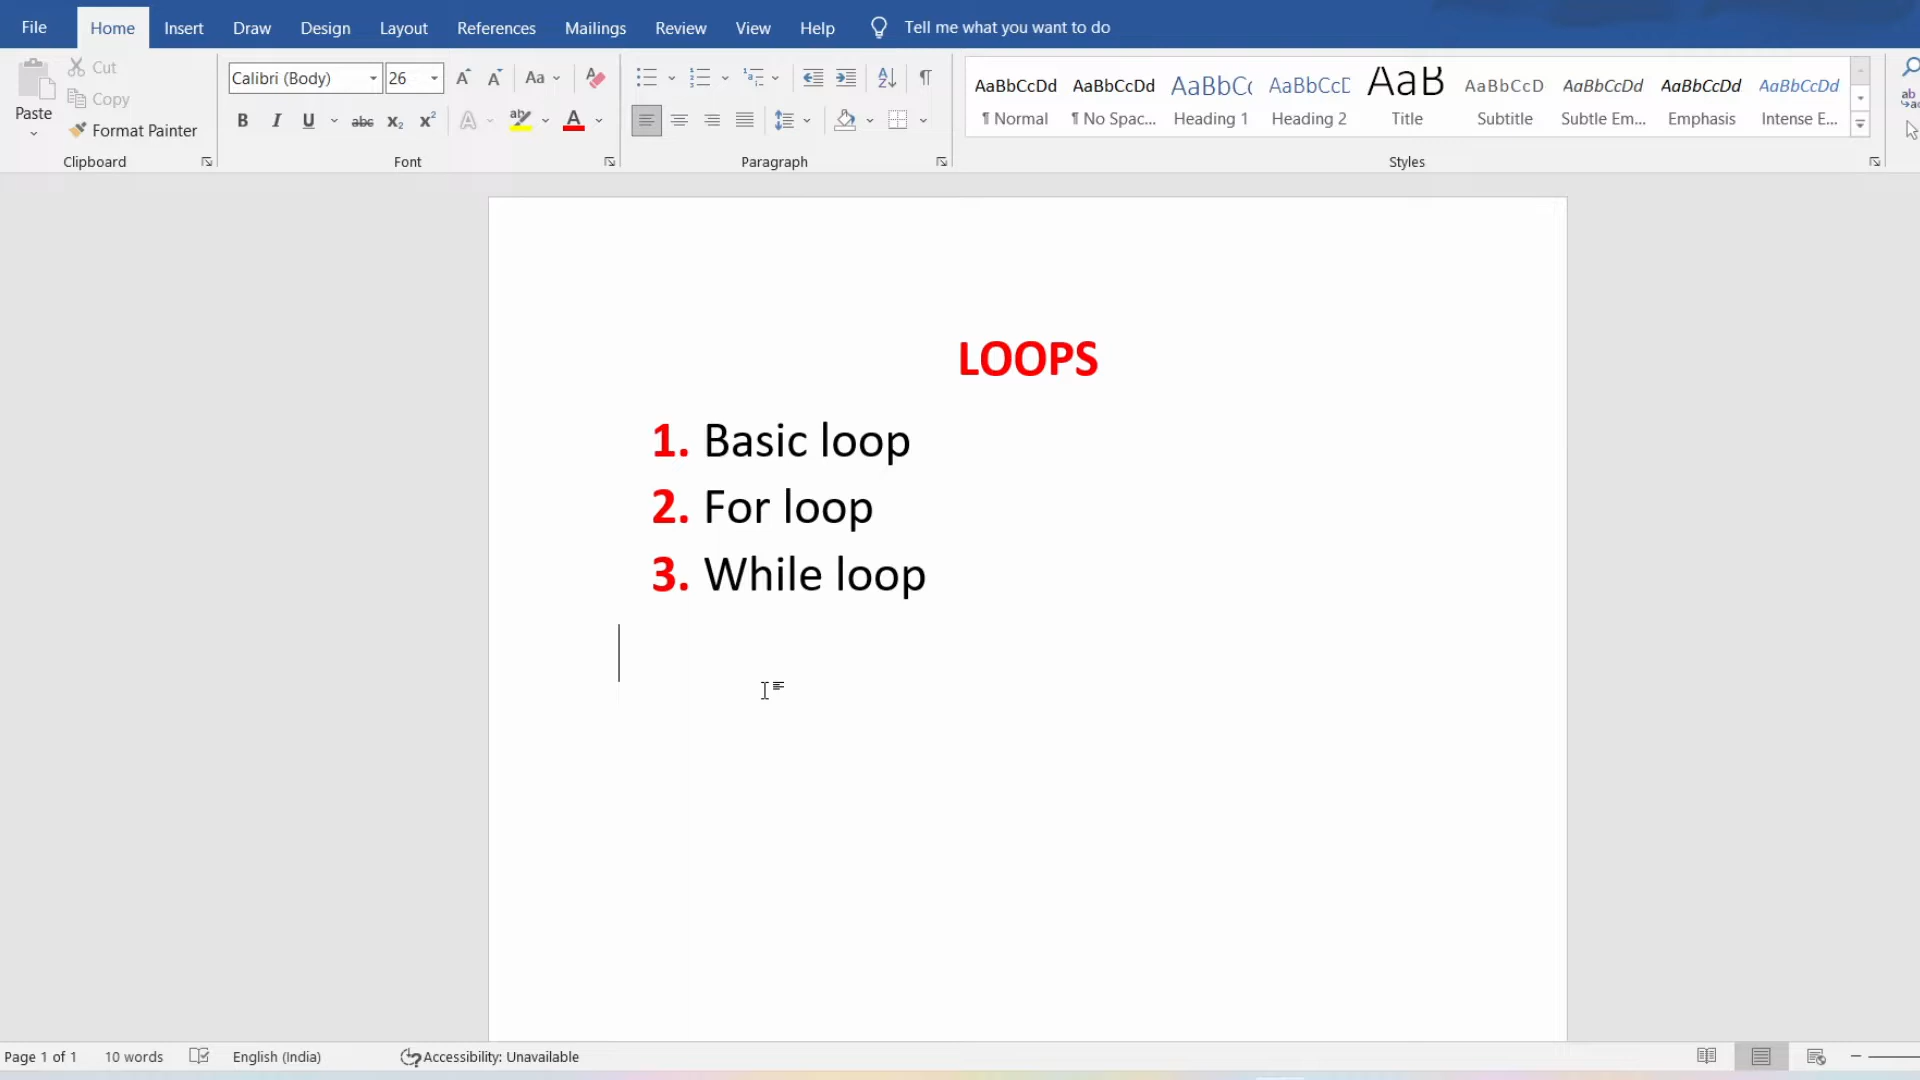 File Home Insert Draw Design Layout References Mailings Review View Help Tell me what you want to do
Paste
Cut
Copy
Format Painter
Clipboard
Calibri (Body) 26
Font
Paragraph
AaBbCcDd AaBbCcDd AaBbCc AaBbCcD AaB AaBbCcD AaBbCcDd AaBbCcDd AaBbCcDd
¶ Normal ¶ No Spac... Heading 1 Heading 2 Title Subtitle Subtle Em... Emphasis Intense E...
Styles
LOOPS
1. Basic loop
2. For loop
3. While loop
Page 1 of 1 10 words English (India) Accessibility: Unavailable